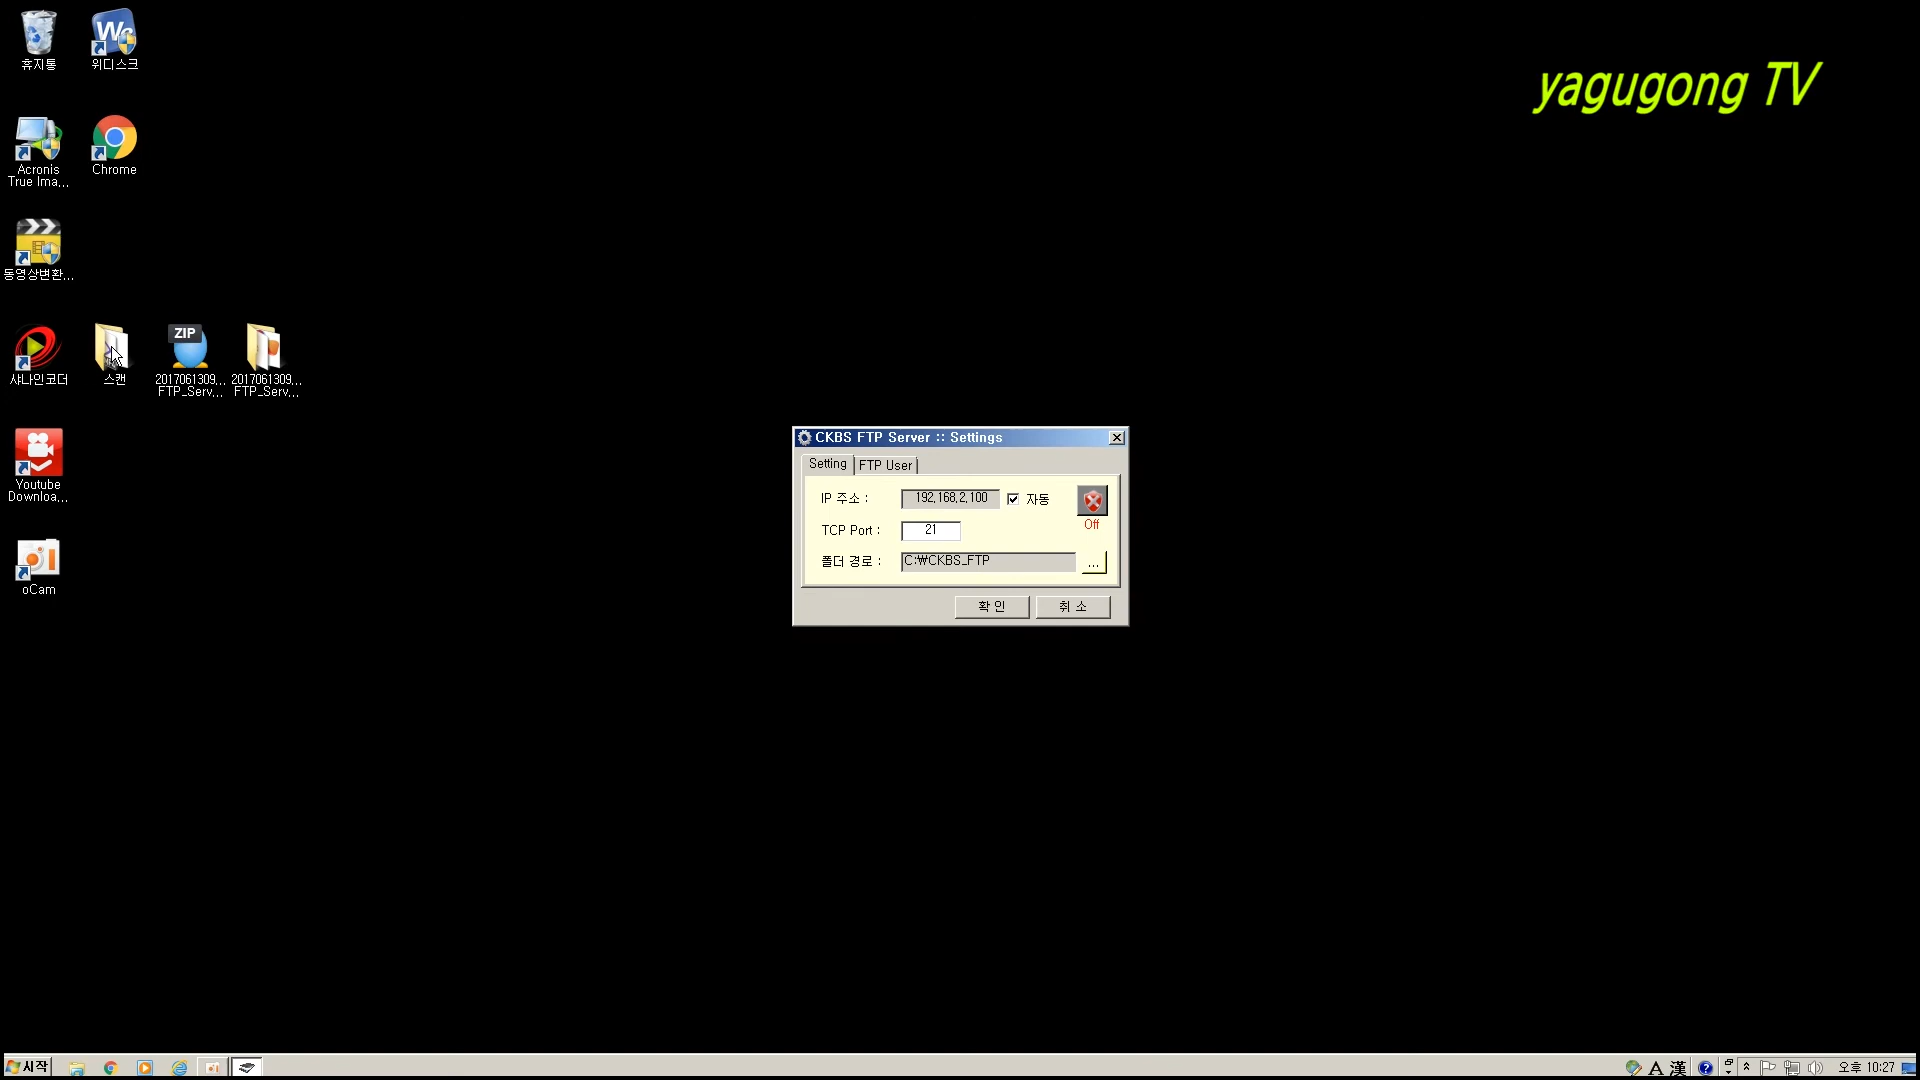 휴지통
위디스크
yagugong TV
Acronis
True Ima...
Chrome
동영상변환...
샤나인코더
스캔
ZIP
2017061309...
FTP_Serv...
2017061309...
FTP_Serv...
Youtube
Downloa...
oCam
CKBS FTP Server :: Settings
Setting
FTP User
IP 주소 :
192.168.2.100
자동
Off
TCP Port :
21
폴더 경로 :
C:₩CKBS_FTP
...
확 인
취 소
시작
A 漢
오후 10:27